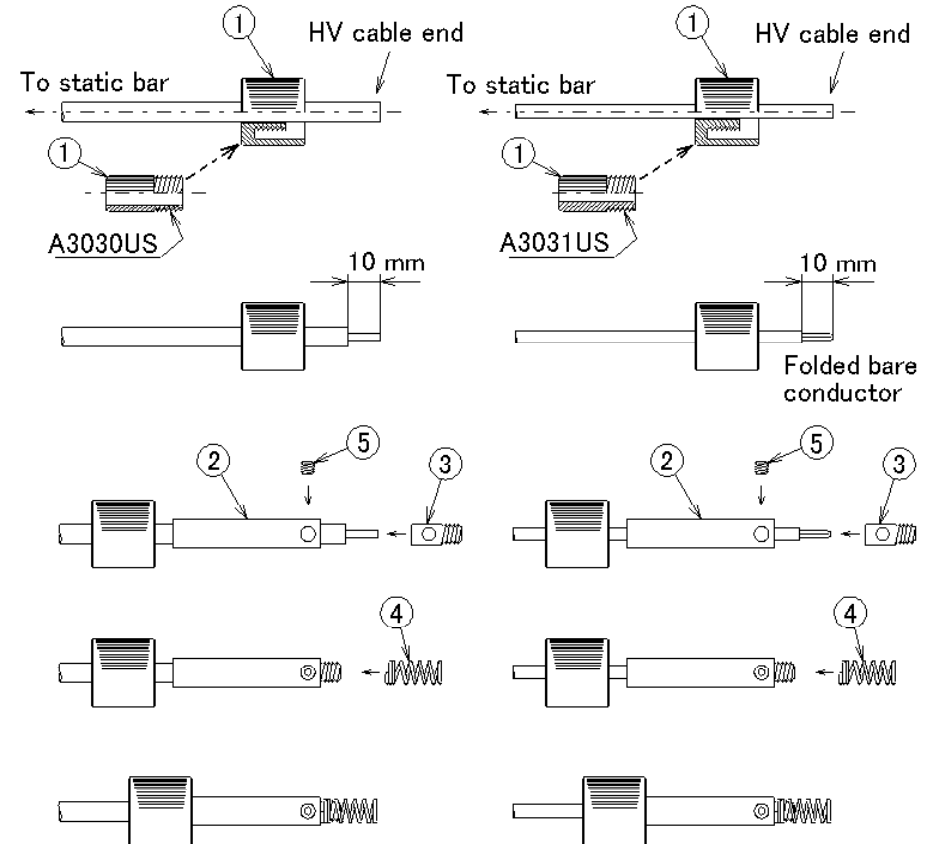 1
HV cable end
To static bar
1
A3030US
1
HV cable end
To static bar
1
A3031US
10 mm
10 mm
Folded bare
conductor
2
5
3
2
5
3
4
4